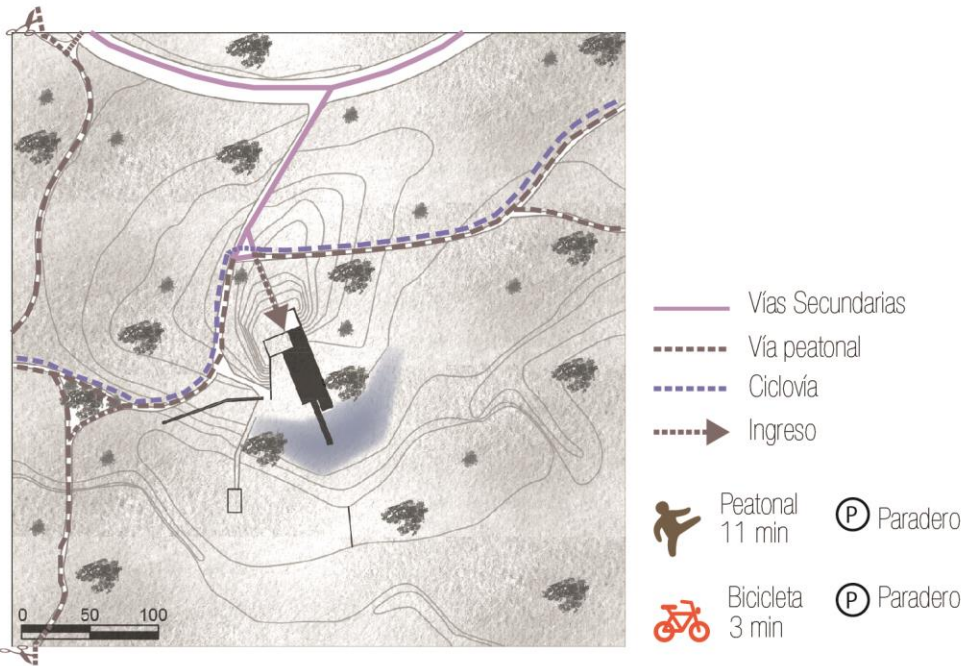 Vías Secundarias
Vía peatonal
Ciclovía
Ingreso
Peatonal
11 min
P Paradero
Bicicleta
3 min
P Paradero
0 50 100